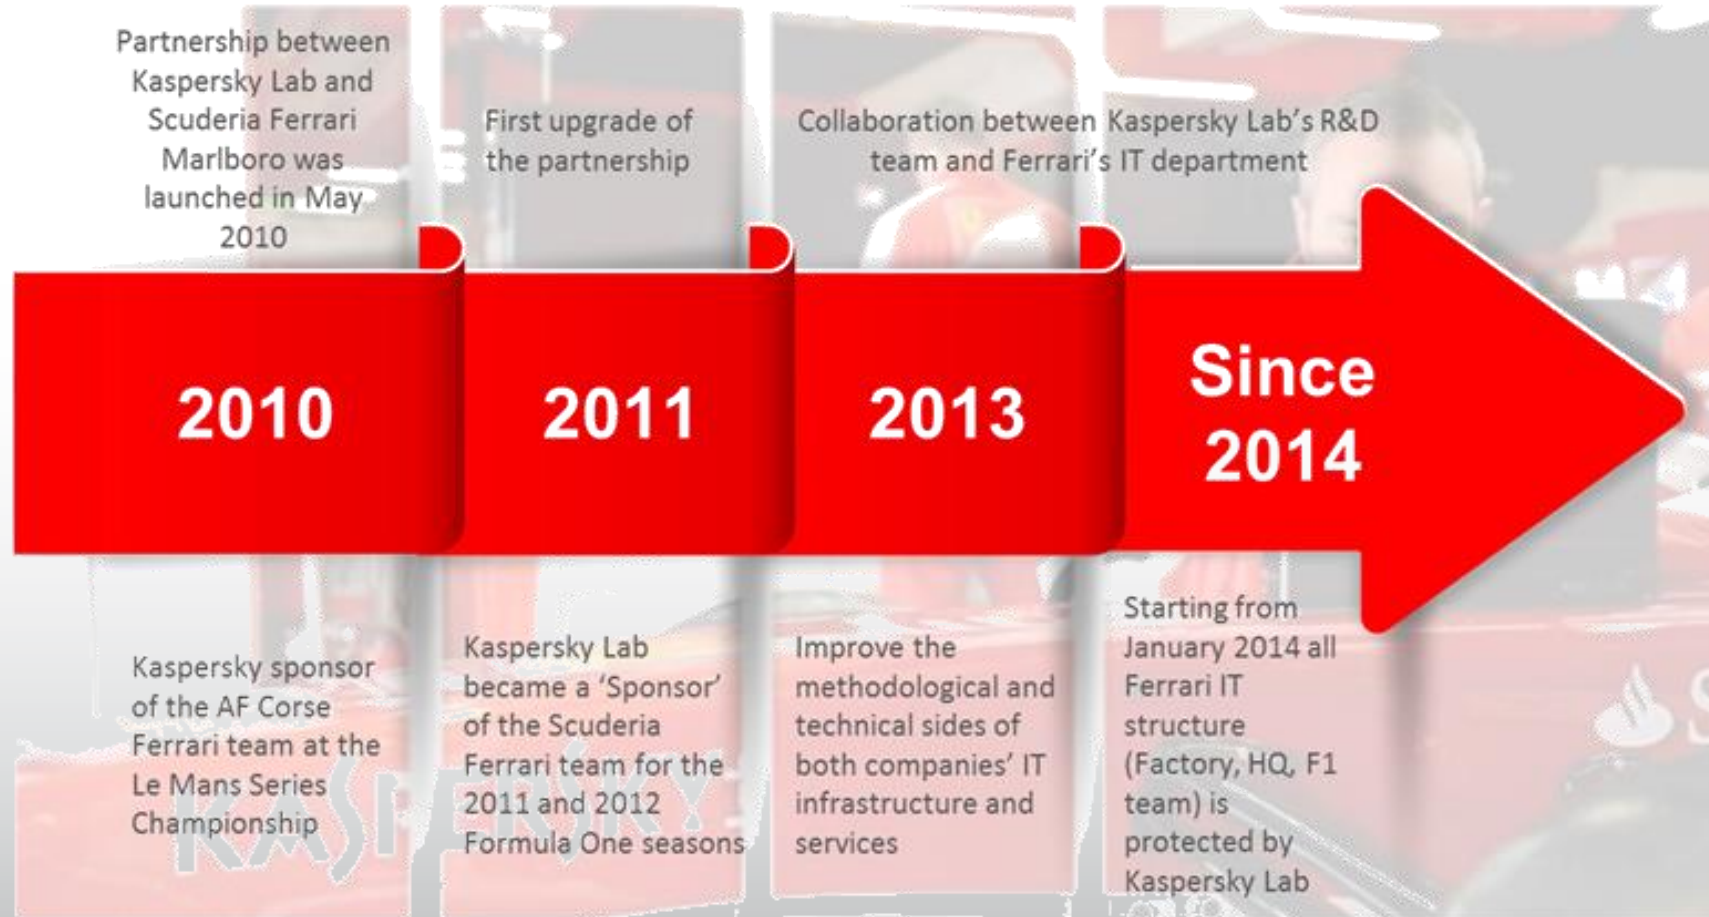 Partnership between
Kaspersky Lab and
Scuderia Ferrari
Marlboro was
launched in May
2010
First upgrade of
the partnership
Collaboration between Kaspersky Lab's R&D
team and Ferrari's IT department
2010
2011
2013
Since
2014
Kaspersky sponsor
of the AF Corse
Ferrari team at the
Le Mans Series
Championship
Kaspersky Lab
became a ‘Sponsor’
of the Scuderia
Ferrari team for the
2011 and 2012
Formula One seasons
Improve the
methodological and
technical sides of
both companies’ IT
infrastructure and
services
Starting from
January 2014 all
Ferrari IT
structure
(Factory, HQ, F1
team) is
protected by
Kaspersky Lab
KASPERSKY